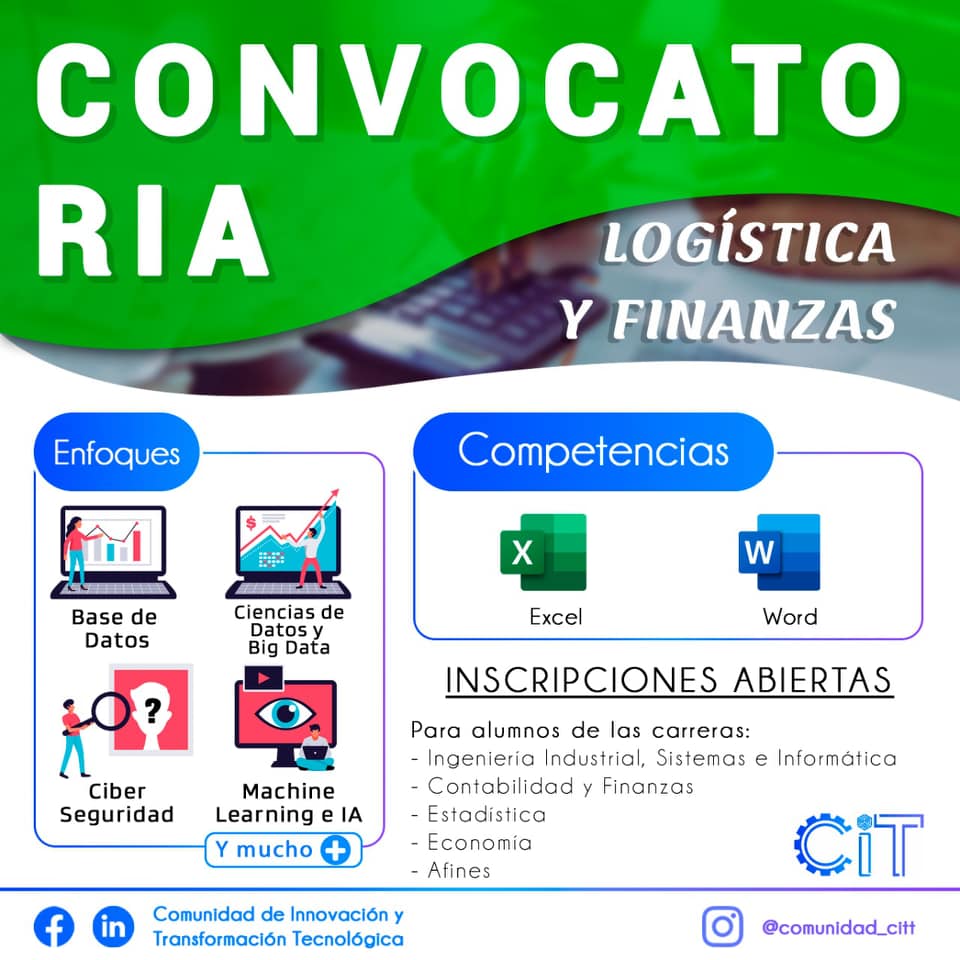 CONVOCATO
RIA
LOGÍSTICA
Y FINANZAS
Enfoques
Base de
Datos
Ciencias de
Datos y
Big Data
Ciber
Seguridad
Machine
Learning e IA
Y mucho +
Competencias
X
Excel
W
Word
INSCRIPCIONES ABIERTAS
Para alumnos de las carreras:
- Ingeniería Industrial, Sistemas e Informática
- Contabilidad y Finanzas
- Estadística
- Economía
- Afines
CiT
Comunidad de Innovación y
Transformación Tecnológica
@comunidad_citt
$
?
f
in